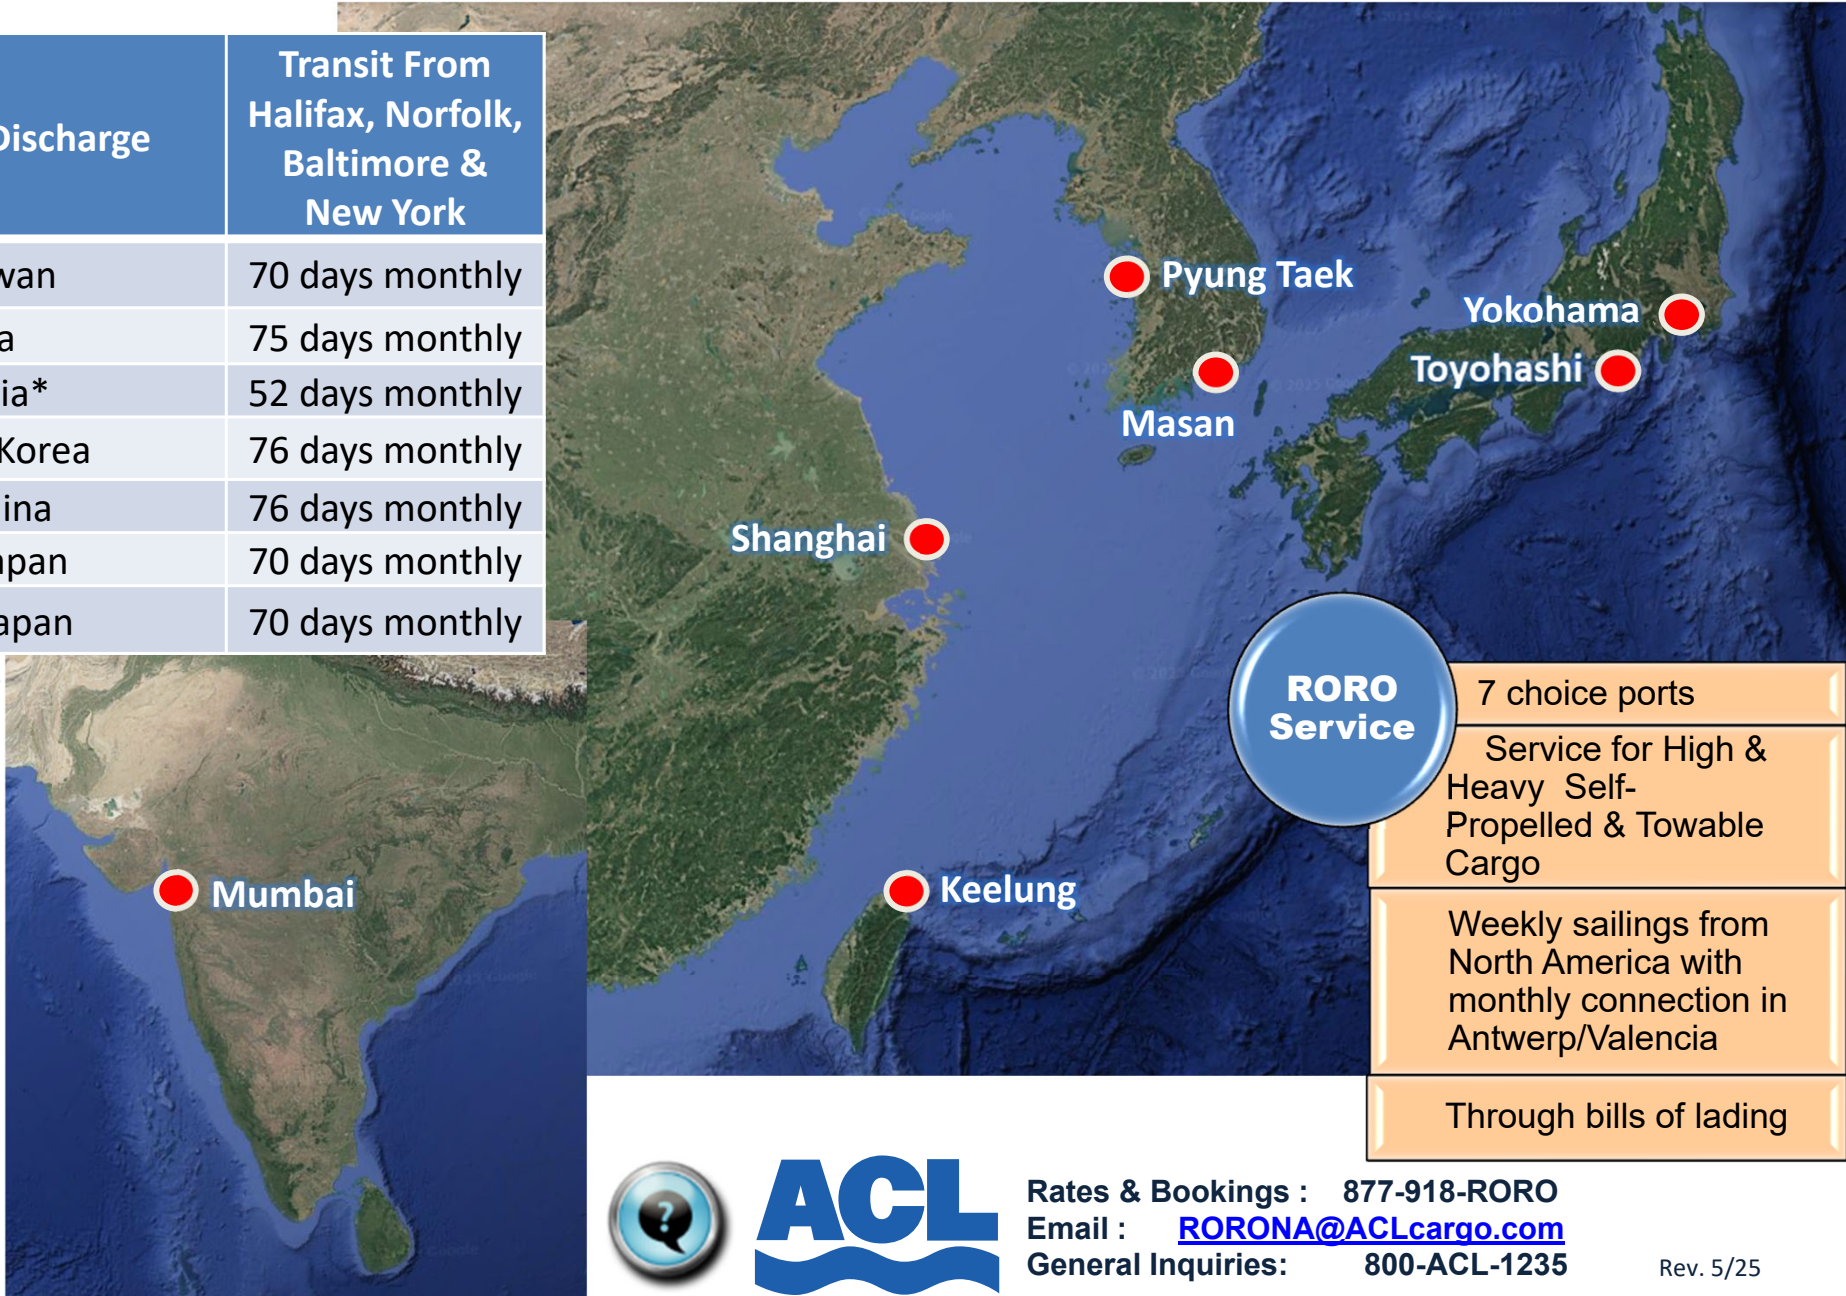 Discharge
Transit From
Halifax, Norfolk,
Baltimore &
New York
wan
70 days monthly
a
75 days monthly
ia*
52 days monthly
Korea
76 days monthly
ina
76 days monthly
apan
70 days monthly
apan
70 days monthly
Pyung Taek
Yokohama
Toyohashi
Masan
Shanghai
Keelung
Mumbai
RORO
Service
7 choice ports
Service for High &
Heavy Self-
Propelled & Towable
Cargo
Weekly sailings from
North America with
monthly connection in
Antwerp/Valencia
Through bills of lading
?
ACL
Rates & Bookings : 877-918-RORO
Email : RORONA@ACLcargo.com
General Inquiries: 800-ACL-1235
Rev. 5/25